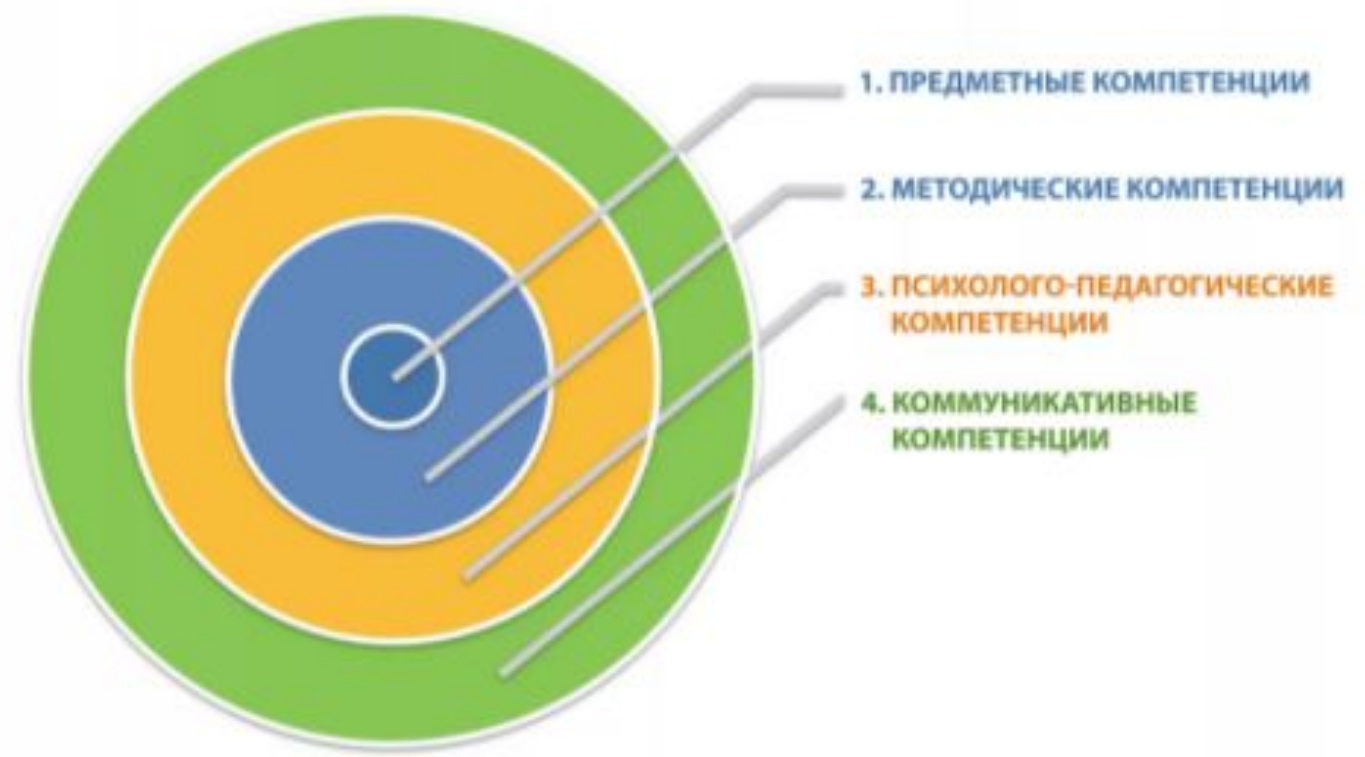 1. ПРЕДМЕТНЫЕ КОМПЕТЕНЦИИ
2. МЕТОДИЧЕСКИЕ КОМПЕТЕНЦИИ
3. ПСИХОЛОГО-ПЕДАГОГИЧЕСКИЕ
КОМПЕТЕНЦИИ
4. КОММУНИКАТИВНЫЕ
КОМПЕТЕНЦИИ